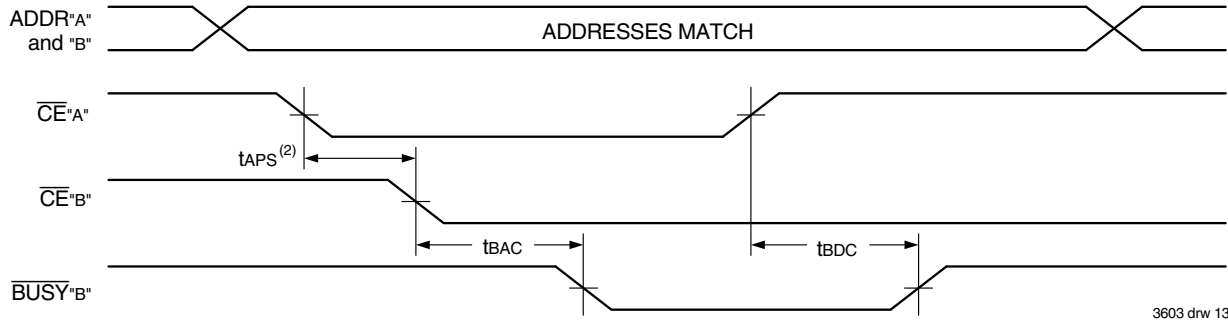 ADDR"A"
and "B"
ADDRESSES MATCH
CE"A"
tAPS(2)
CE"B"
tBAC
tBDC
BUSY"B"
3603 drw 13